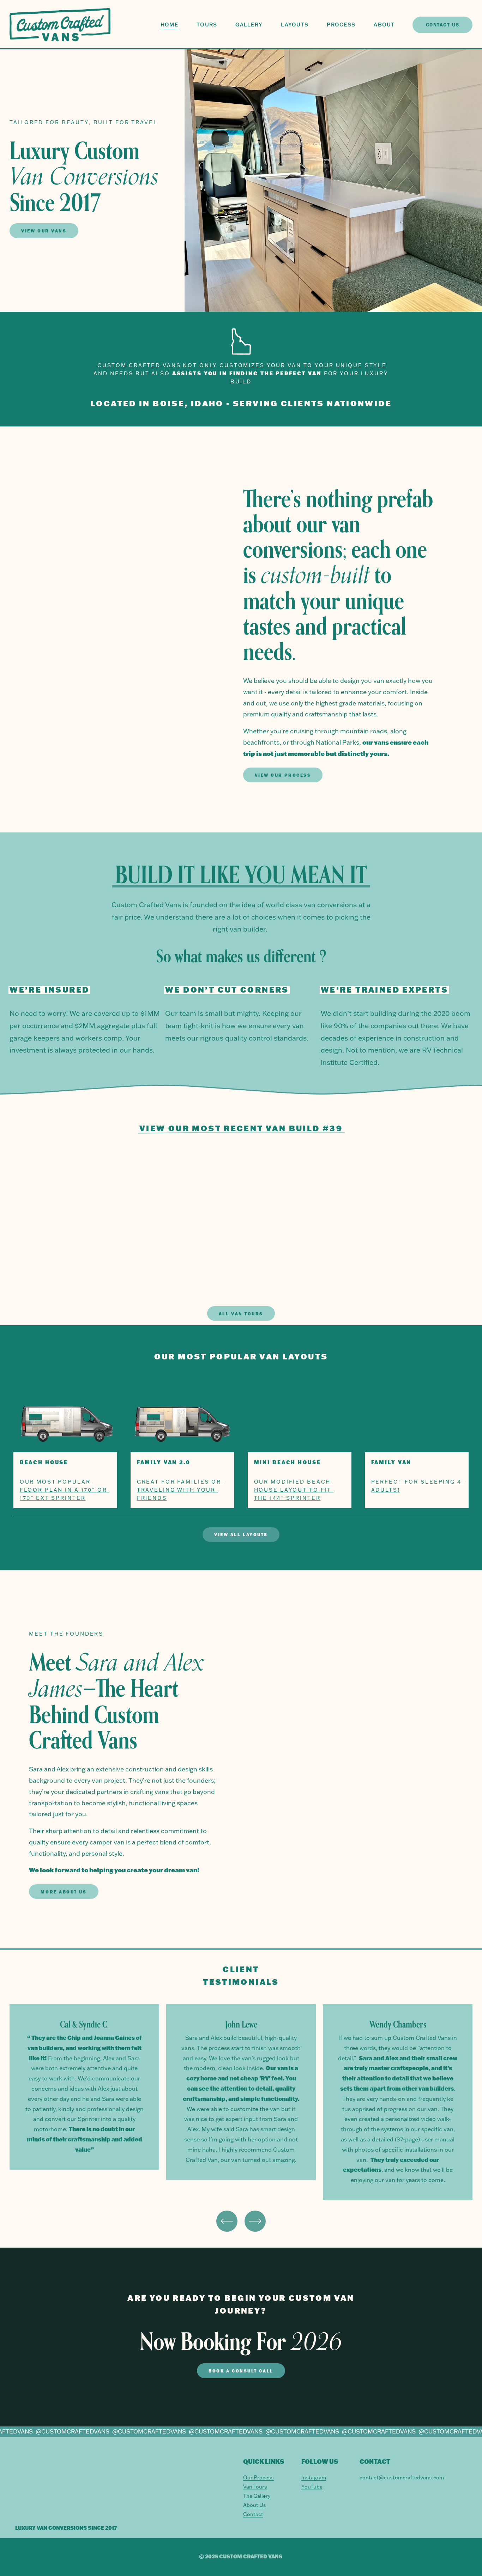 Custom Crafted
VANS
HOME
TOURS
GALLERY
LAYOUTS
PROCESS
ABOUT
CONTACT US
TAILORED FOR BEAUTY, BUILT FOR TRAVEL
Luxury Custom
Van Conversions
Since 2017
VIEW OUR VANS
CUSTOM CRAFTED VANS NOT ONLY CUSTOMIZES YOUR VAN TO YOUR UNIQUE STYLE
AND NEEDS BUT ALSO ASSISTS YOU IN FINDING THE PERFECT VAN FOR YOUR LUXURY
BUILD
LOCATED IN BOISE, IDAHO - SERVING CLIENTS NATIONWIDE
There's nothing prefab
about our van
conversions; each one
is custom-built to
match your unique
tastes and practical
needs.
We believe you should be able to design you van exactly how you
want it - every detail is tailored to enhance your comfort. Inside
and out, we use only the highest grade materials, focusing on
premium quality and craftsmanship that lasts.
Whether you're cruising through mountain roads, along
beachfronts, or through National Parks, our vans ensure each
trip is not just memorable but distinctly yours.
VIEW OUR PROCESS
BUILD IT LIKE YOU MEAN IT
Custom Crafted Vans is founded on the idea of world class van conversions at a
fair price. We understand there are a lot of choices when it comes to picking the
right van builder.
So what makes us different ?
WE'RE INSURED
No need to worry! We are covered up to $1MM
per occurrence and $2MM aggregate plus full
garage keepers and workers comp. Your
investment is always protected in our hands.
WE DON'T CUT CORNERS
Our team is small but mighty. Keeping our
team tight-knit is how we ensure every van
meets our rigrous quality control standards.
WE'RE TRAINED EXPERTS
We didn't start building during the 2020 boom
like 90% of the companies out there. We have
decades of experience in construction and
design. Not to mention, we are RV Technical
Institute Certified.
VIEW OUR MOST RECENT VAN BUILD #39
ALL VAN TOURS
OUR MOST POPULAR VAN LAYOUTS
BEACH HOUSE
OUR MOST POPULAR
FLOOR PLAN IN A 170" OR
170" EXT SPRINTER
FAMILY VAN 2.0
GREAT FOR FAMILIES OR
TRAVELING WITH YOUR
FRIENDS
MINI BEACH HOUSE
OUR MODIFIED BEACH
HOUSE LAYOUT TO FIT
THE 144" SPRINTER
FAMILY VAN
PERFECT FOR SLEEPING 4
ADULTS!
VIEW ALL LAYOUTS
MEET THE FOUNDERS
Meet Sara and Alex
James—The Heart
Behind Custom
Crafted Vans
Sara and Alex bring an extensive construction and design skills
background to every van project. They're not just the founders;
they're your dedicated partners in crafting vans that go beyond
transportation to become stylish, functional living spaces
tailored just for you.
Their sharp attention to detail and relentless commitment to
quality ensure every camper van is a perfect blend of comfort,
functionality, and personal style.
We look forward to helping you create your dream van!
MORE ABOUT US
CLIENT
TESTIMONIALS
Cal & Syndie C.
“They are the Chip and Joanna Gaines of
van builders, and working with them felt
like it! From the beginning, Alex and Sara
were both extremely attentive and quite
easy to work with. We'd communicate our
concerns and ideas with Alex just about
every other day and he and Sara were able,
to patiently, kindly and professionally design
and convert our Sprinter into a quality
motorhome. There is no doubt in our
minds of their craftsmanship and added
value”
John Lewe
Sara and Alex build beautiful, high-quality
vans. The process start to finish was smooth
and easy. We love the van's rugged look but
the modern, clean look inside. Our van is a
cozy home and not cheap 'RV' feel. You
can see the attention to detail, quality
craftsmanship, and simple functionality.
We were able to customize the van but it
was nice to get expert input from Sara and
Alex. My wife said Sara has smart design
sense so I'm going with her option and not
mine haha. I highly recommend Custom
Crafted Van, our van turned out amazing.
Wendy Chambers
If we had to sum up Custom Crafted Vans in
three words, they would be "attention to
detail." Sara and Alex and their small crew
are truly master craftspeople, and it's
their attention to detail that we believe
sets them apart from other van builders.
They are very hands-on and frequently kept
tus apprised of progress on our van. They
even created a personalized video walk-
through of the systems in our specific van,
as well as a detailed (37-page) user manual
with photos of specific installations in our
van. They truly exceeded our
expectations, and we know that we'll be
enjoying our van for years to come.
ARE YOU READY TO BEGIN YOUR CUSTOM VAN
JOURNEY?
Now Booking For 2026
BOOK A CONSULT CALL
AFTEDVANS @CUSTOMCRAFTEDVANS @CUSTOMCRAFTEDVANS @CUSTOMCRAFTEDVANS @CUSTOMCRAFTEDVANS @CUSTOMCRAFTEDVANS @CUSTOMCRAFTEDVA
QUICK LINKS
Our Process
Van Tours
The Gallery
About Us
Contact
FOLLOW US
Instagram
YouTube
CONTACT
contact@customcraftedvans.com
LUXURY VAN CONVERSIONS SINCE 2017
© 2025 CUSTOM CRAFTED VANS